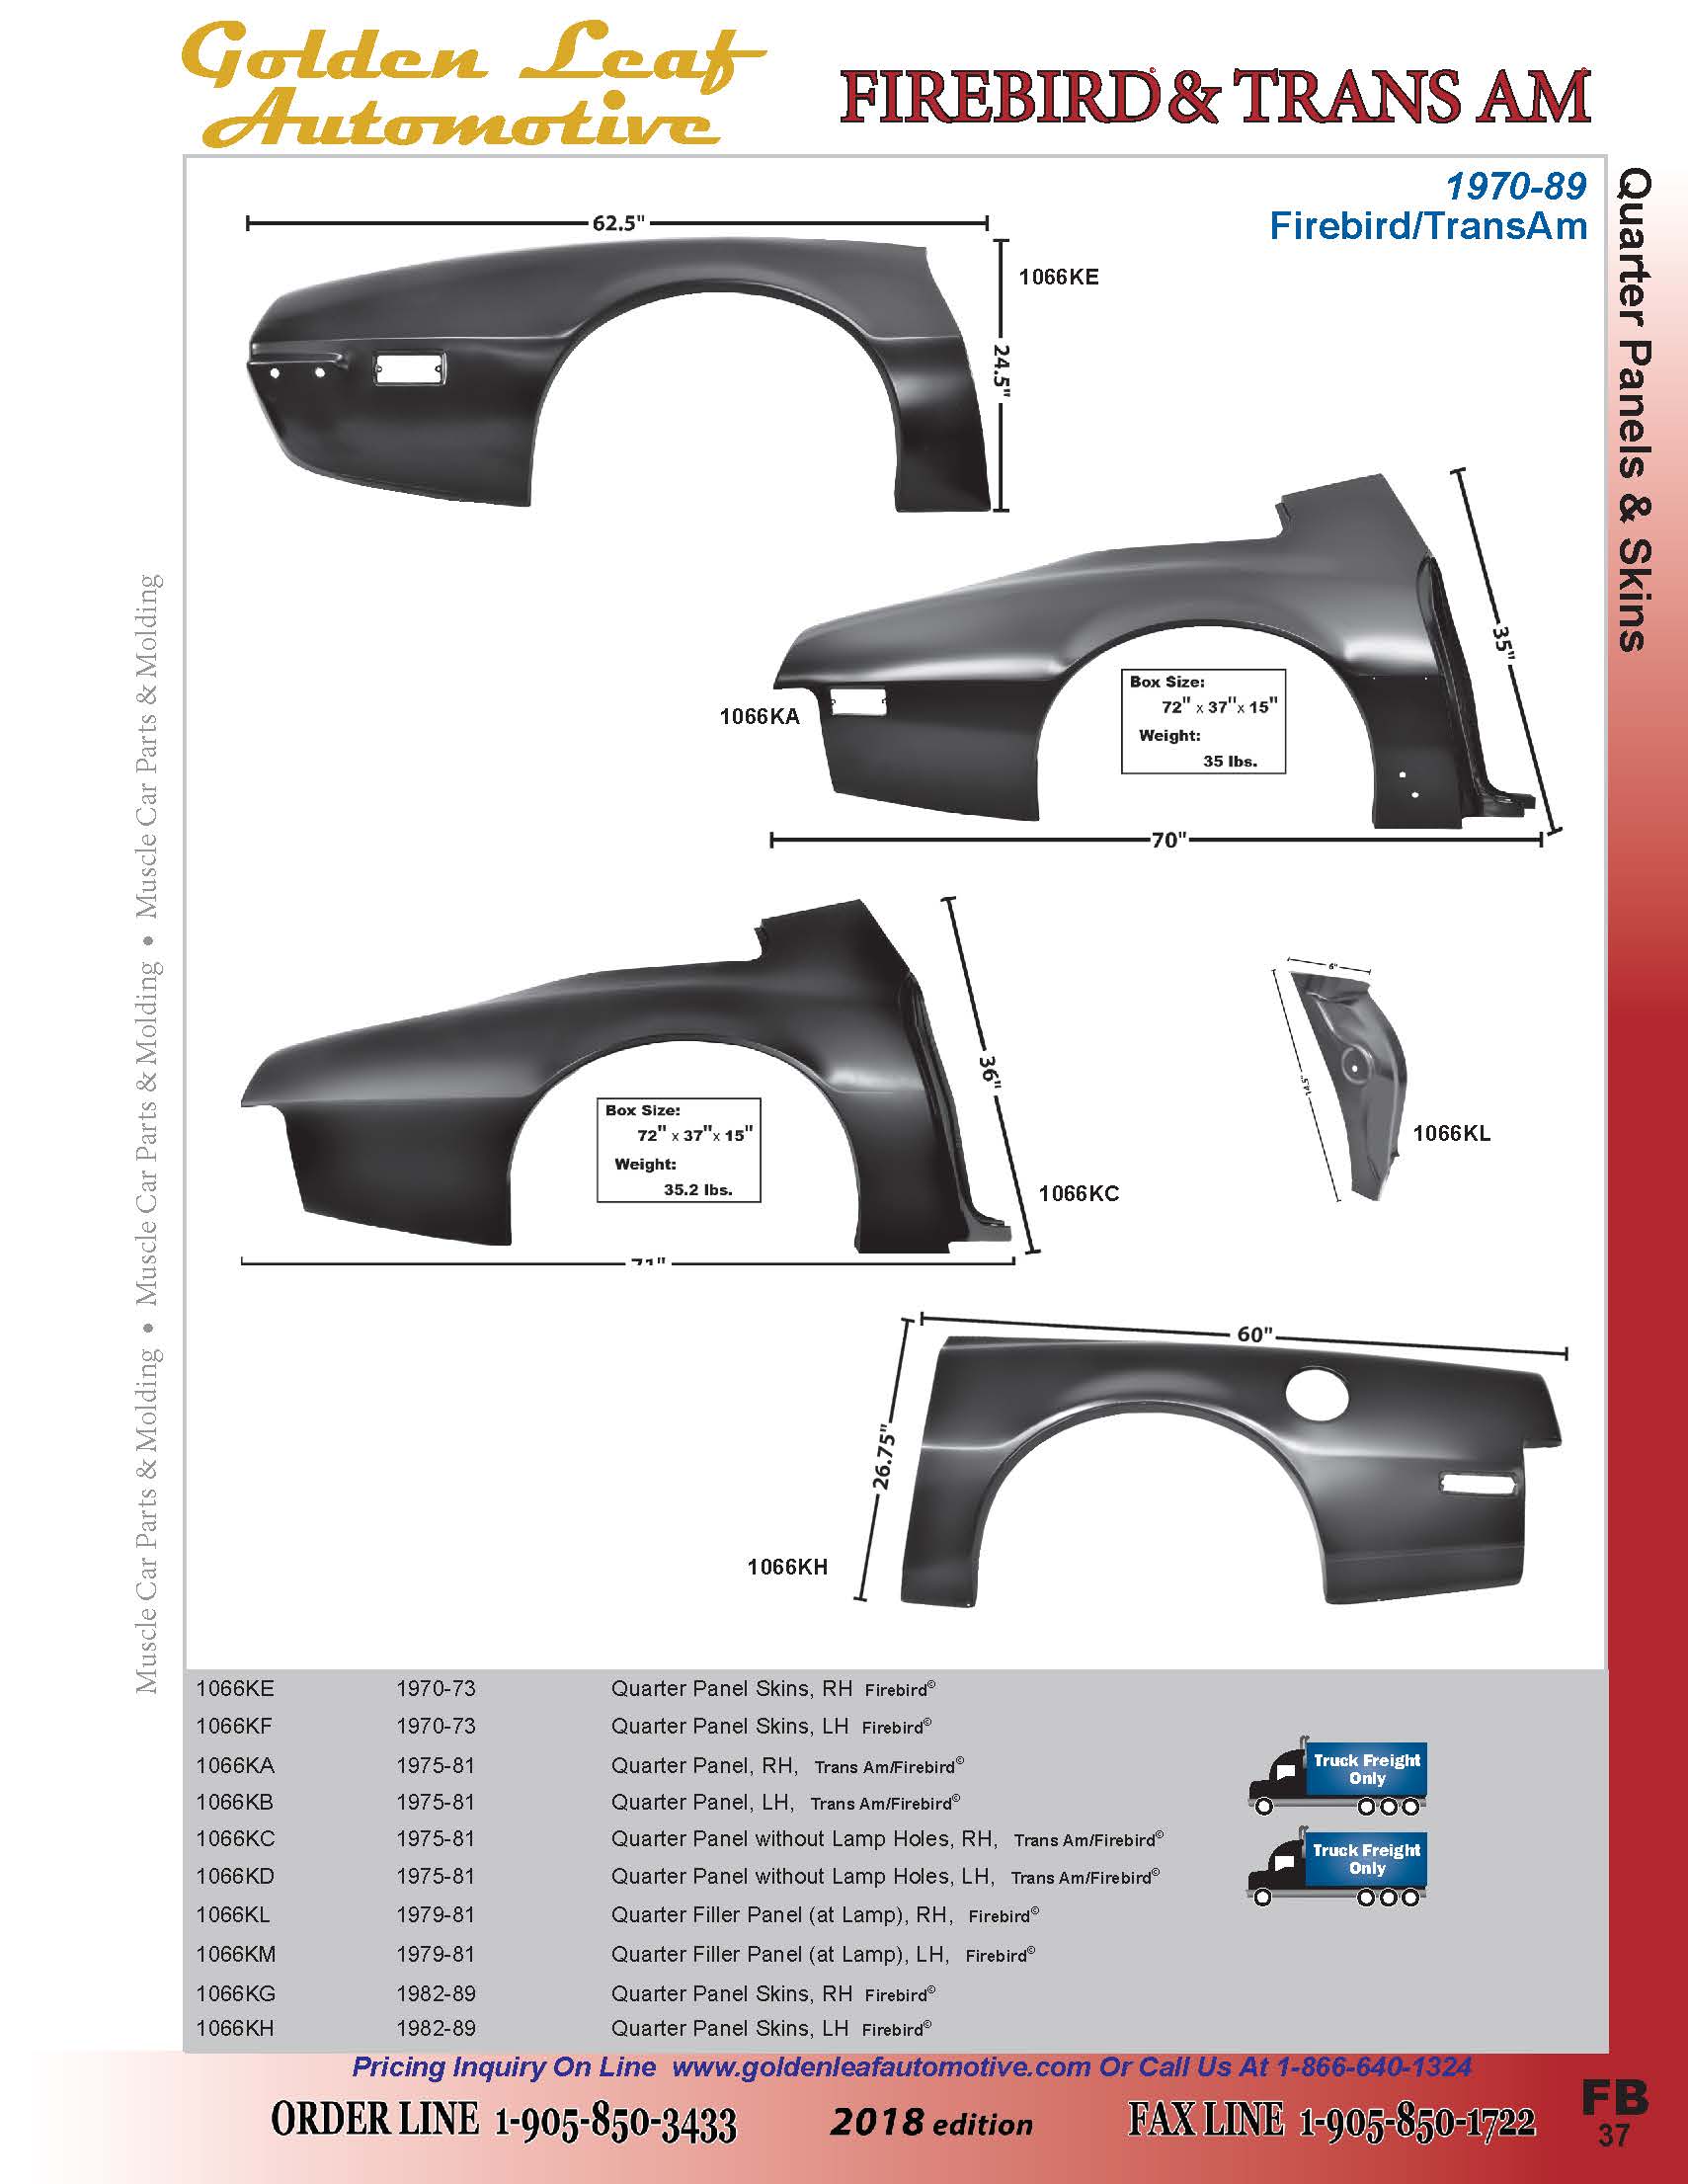 Golden Leaf
Automotive
FIREBIRD & TRANS AM
1970-89
Firebird/TransAm
Quarter Panels & Skins
Muscle Car Parts & Molding • Muscle Car Parts & Molding • Muscle Car Parts & Molding
62.5"
24.5"
1066KE
35"
1066KA
Box Size:
72" x 37"x 15"
Weight:
35 lbs.
70"
36"
Box Size:
72" x 37"x 15"
Weight:
35.2 lbs.
1066KC
71"
6"
14.5"
1066KL
60"
26.75"
1066KH
1066KE 1970-73 Quarter Panel Skins, RH Firebird©
1066KF 1970-73 Quarter Panel Skins, LH Firebird©
1066KA 1975-81 Quarter Panel, RH, Trans Am/Firebird©
1066KB 1975-81 Quarter Panel, LH, Trans Am/Firebird©
1066KC 1975-81 Quarter Panel without Lamp Holes, RH, Trans Am/Firebird©
1066KD 1975-81 Quarter Panel without Lamp Holes, LH, Trans Am/Firebird©
1066KL 1979-81 Quarter Filler Panel (at Lamp), RH, Firebird©
1066KM 1979-81 Quarter Filler Panel (at Lamp), LH, Firebird©
1066KG 1982-89 Quarter Panel Skins, RH Firebird©
1066KH 1982-89 Quarter Panel Skins, LH Firebird©
Truck Freight
Only
Truck Freight
Only
Pricing Inquiry On Line www.goldenleafautomotive.com Or Call Us At 1-866-640-1324
ORDER LINE 1-905-850-3433
2018 edition
FAX LINE 1-905-850-1722
FB
37